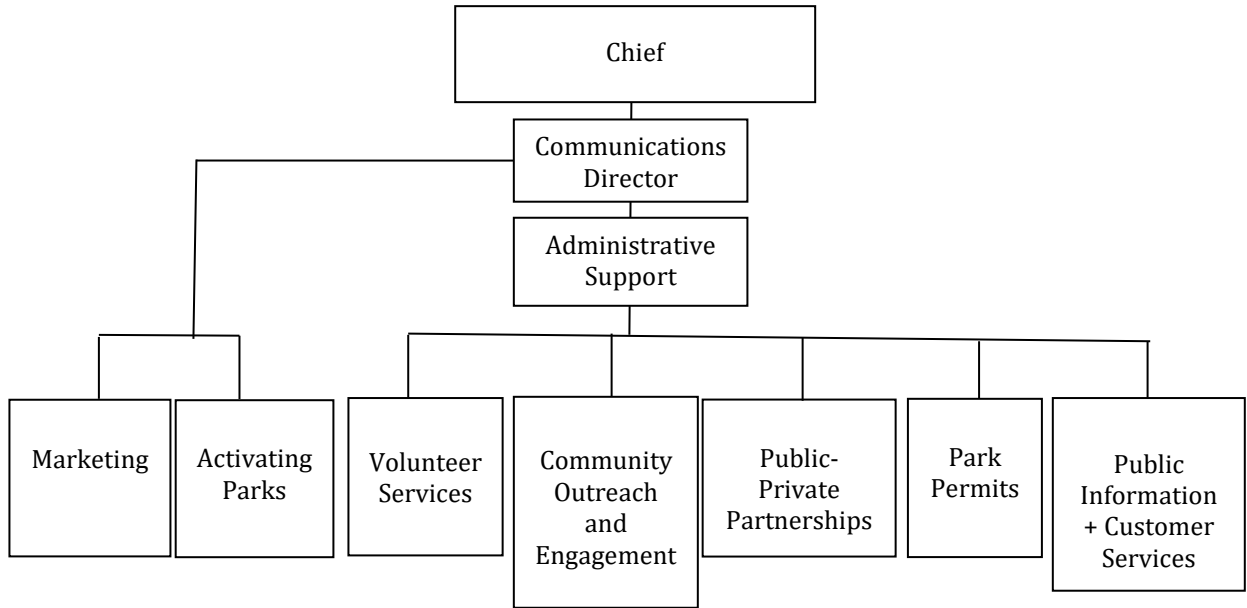 Chief
Communications
Director
Administrative
Support
Marketing
Activating
Parks
Volunteer
Services
Community
Outreach
and
Engagement
Public-
Private
Partnerships
Park
Permits
Public
Information
+ Customer
Services